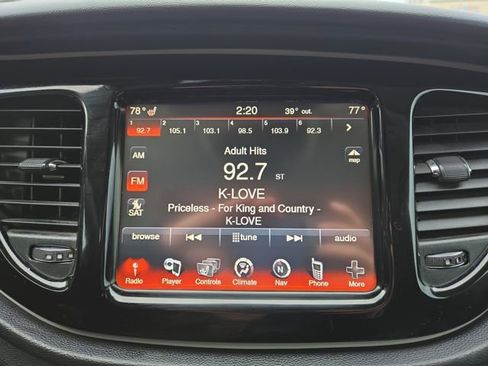 78° 2:20 39° out. 77°
1 2 3 4 5 6
92.7 105.1 103.1 98.5 103.9 92.3
Adult Hits
AM map
92.7 ST
FM
K-LOVE
SAT
Priceless - For King and Country -
K-LOVE
browse tune audio
Radio Player Controls Climate Nav Phone More